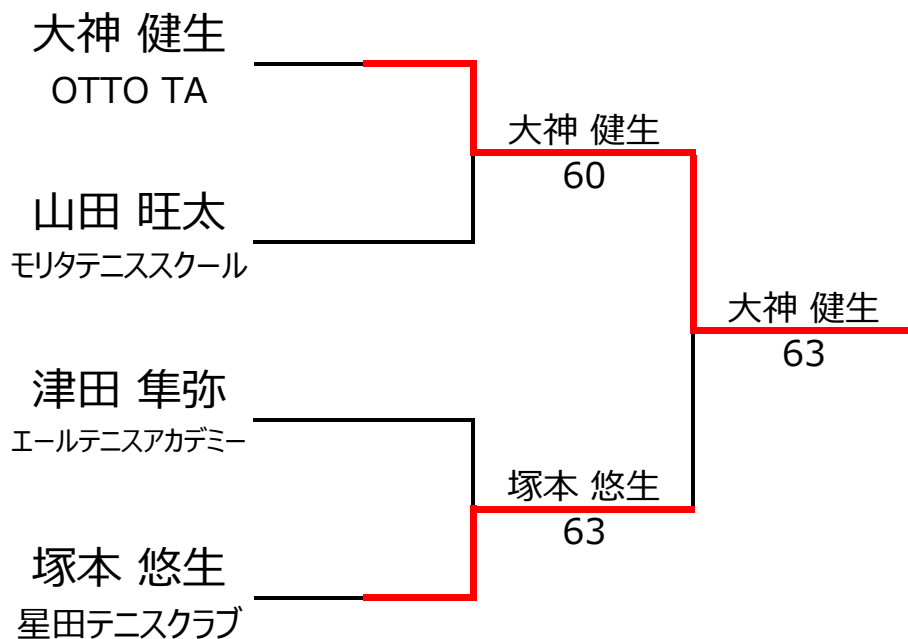 大神 健生
OTTO TA
山田 旺太
モリタテニススクール
津田 隼弥
エールテニスアカデミー
塚本 悠生
星田テニスクラブ
大神 健生
60
塚本 悠生
63
大神 健生
63